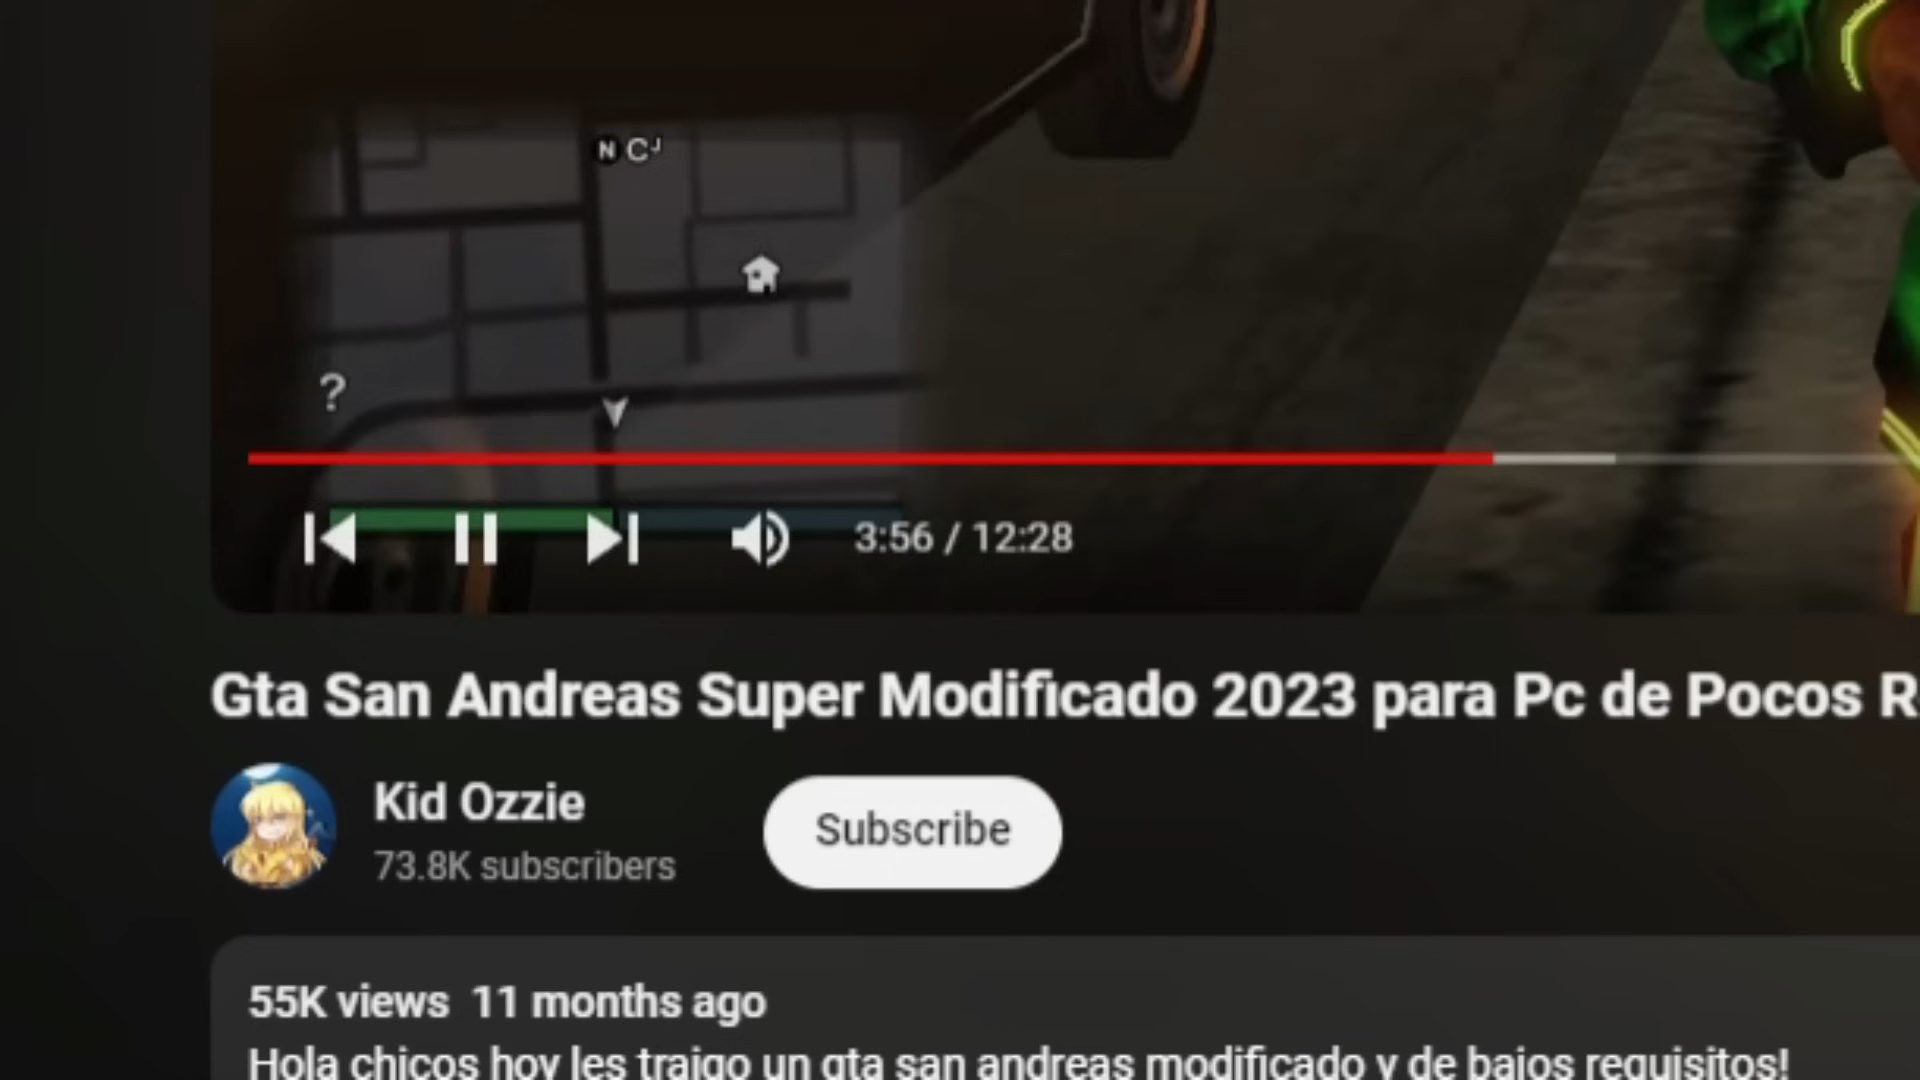 N CJ
?
3:56 / 12:28
Gta San Andreas Super Modificado 2023 para Pc de Pocos R
Kid Ozzie
73.8K subscribers
Subscribe
55K views 11 months ago
Hola chicos hoy les traigo un gta san andreas modificado y de bajos requisitos!